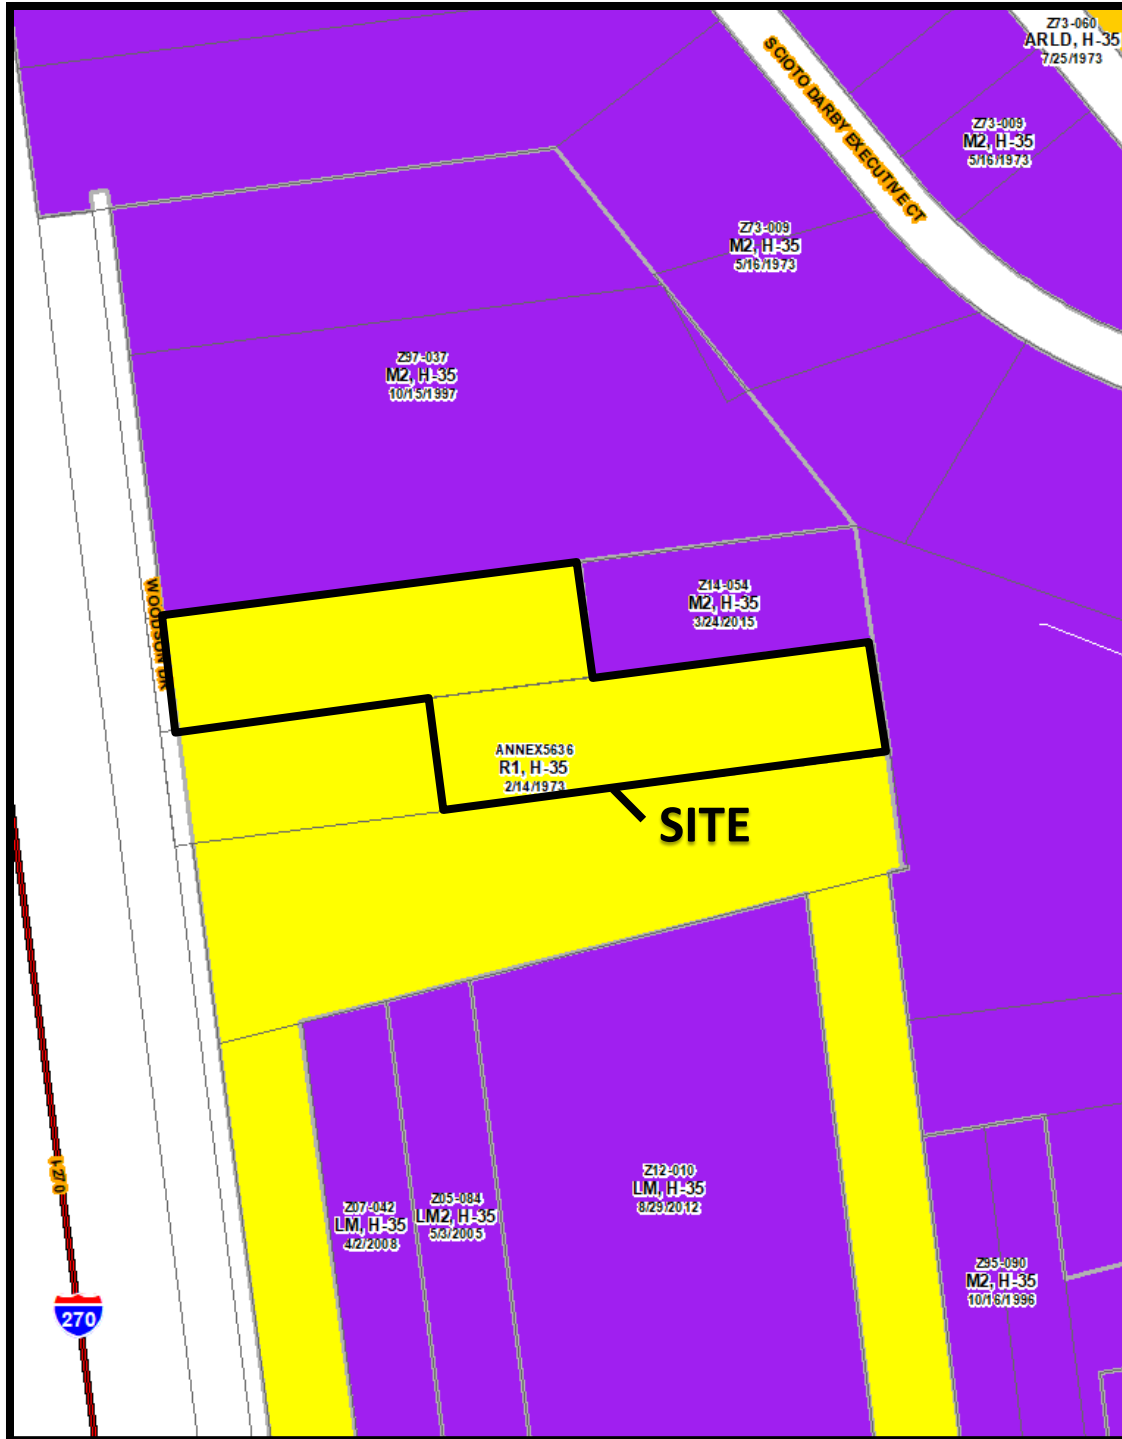 Z73-060
ARLD, H-35
7/25/1973
SCIOTO DARBY EXECUTIVE CT
Z73-009
M2, H-35
5/16/1973
Z73-009
M2, H-35
5/16/1973
Z97-037
M2, H-35
10/15/1997
WOODSON DR
Z14-054
M2, H-35
3/24/2015
ANNEX5636
R1, H-35
2/14/1973
SITE
I-270
Z12-010
LM, H-35
8/29/2012
Z07-042
LM, H-35
4/2/2008
Z05-084
LM2, H-35
5/3/2005
Z95-090
M2, H-35
10/16/1996
270